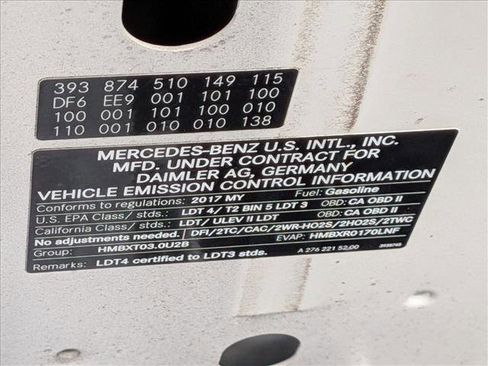 393 874 510 149 115
DF6 EE9 001 101 100
100 001 101 100 010
110 001 010 010 138
MERCEDES-BENZ U.S. INTL., INC.
MFD. UNDER CONTRACT FOR
DAIMLER AG, GERMANY
VEHICLE EMISSION CONTROL INFORMATION
Conforms to regulations: 2017 MY Fuel: Gasoline
U.S. EPA Class/ stds.: LDT 4/ T2 BIN 5 LDT 3 OBD: CA OBD II
California Class/ stds.: LDT/ ULEV II LDT OBD: CA OBD II
No adjustments needed. DFI/2TC/CAC/2WR-HO2S/2HO2S/2TWC
Group: HMBXT03.0U2B EVAP: HMBXR0170LNF
Remarks: LDT4 certified to LDT3 stds. A 276 221 52 00